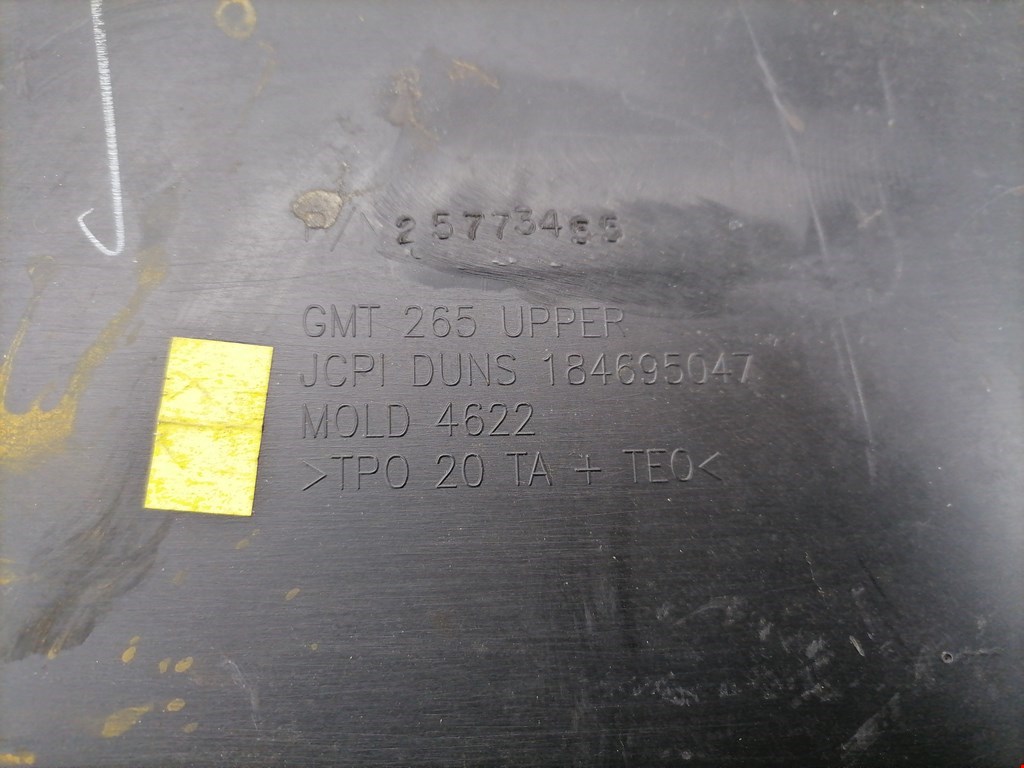 GMT 265 UPPER
JCPI DUNS 184695047
MOLD 4622
>TPO 20 TA + TEO<